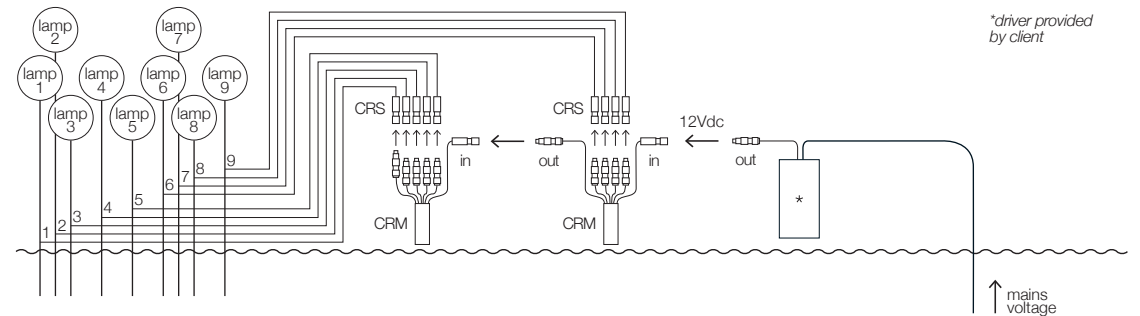 lamp
2
lamp
7
*driver provided
by client
lamp
1
lamp
4
lamp
6
lamp
9
lamp
3
lamp
5
lamp
8
CRS
CRS
12Vdc
in
out
in
out
9
8
7
6
5
4
3
2
1
*
CRM
CRM
mains
voltage